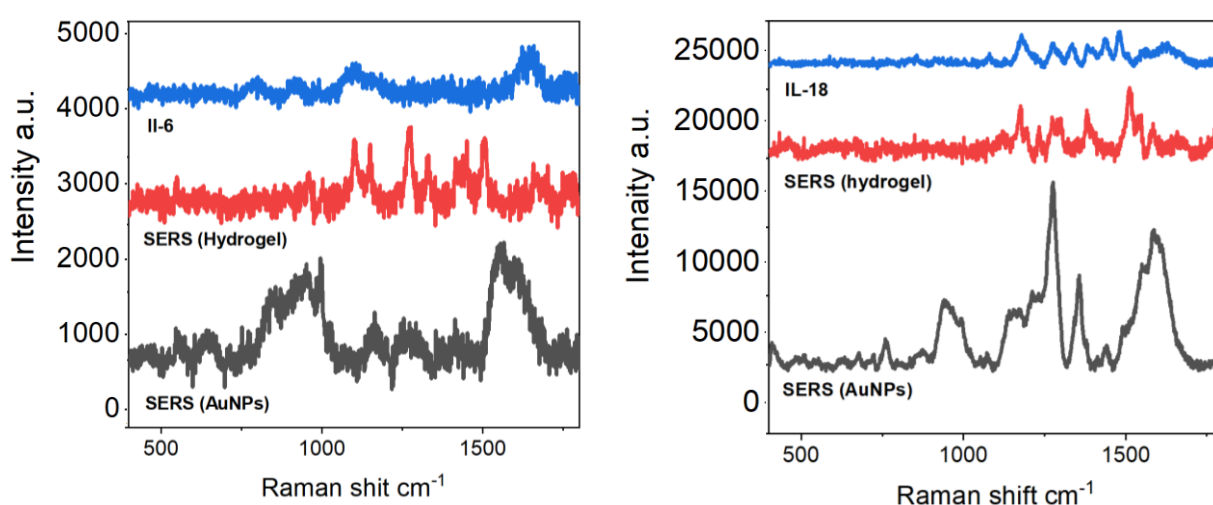 5000
4000
3000
2000
1000
0
Intensity a.u.
Il-6
SERS (Hydrogel)
SERS (AuNPs)
500
1000
1500
Raman shit cm-1
25000
20000
15000
10000
5000
0
Intenaity a.u.
IL-18
SERS (hydrogel)
SERS (AuNPs)
500
1000
1500
Raman shift cm-1